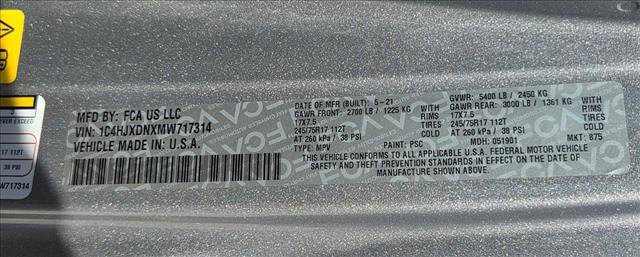 MFD BY: FCA US LLC
VIN: 1C4HJXDNXMW717314
VEHICLE MADE IN: U.S.A.
DATE OF MFR (BUILT): 5-21
GVWR: 5400 LB / 2450 KG
GAWR FRONT: 2700 LB / 1225 KG WITH
GAWR REAR: 3000 LB / 1361 KG WITH
17X7.5 RIMS
17X7.5 RIMS
245/75R17 112T TIRES
245/75R17 112T TIRES
AT 260 kPa / 38 PSI COLD
AT 260 kPa / 38 PSI COLD
TYPE: MPV
PAINT: PSC
MDH: 051901
MKT: 875
THIS VEHICLE CONFORMS TO ALL APPLICABLE U.S.A. FEDERAL MOTOR VEHICLE
SAFETY AND THEFT PREVENTION STANDARDS IN EFFECT ON THE DATE OF
MANUFACTURE SHOWN ABOVE.
3
17 112T
38 PSI
W717314